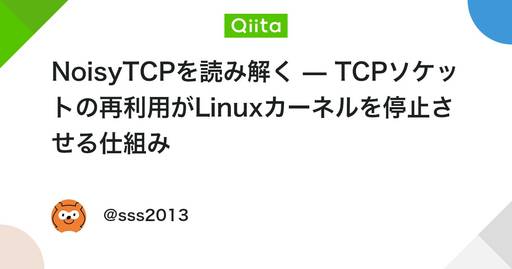 Qiita
NoisyTCPを読み解く — TCPソケッ
トの再利用がLinuxカーネルを停止さ
せる仕組み
@sss2013